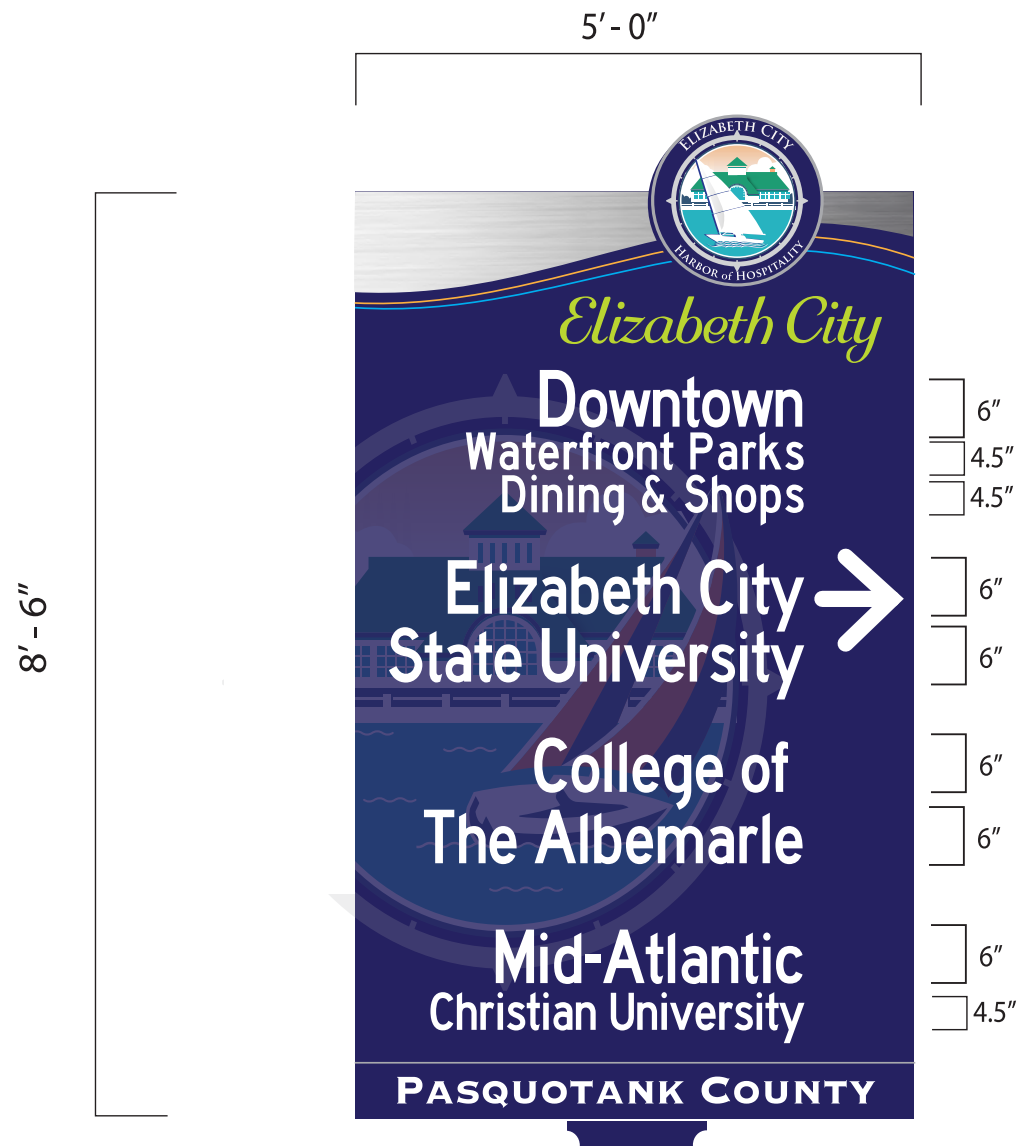 5′ - 0″
ELIZABETH CITY
HARBOR of HOSPITALITY
Elizabeth City
Downtown
6″
Waterfront Parks
4.5″
Dining & Shops
4.5″
8′ - 6″
Elizabeth City
6″
State University
6″
College of
6″
The Albemarle
6″
Mid-Atlantic
6″
Christian University
4.5″
PASQUOTANK COUNTY